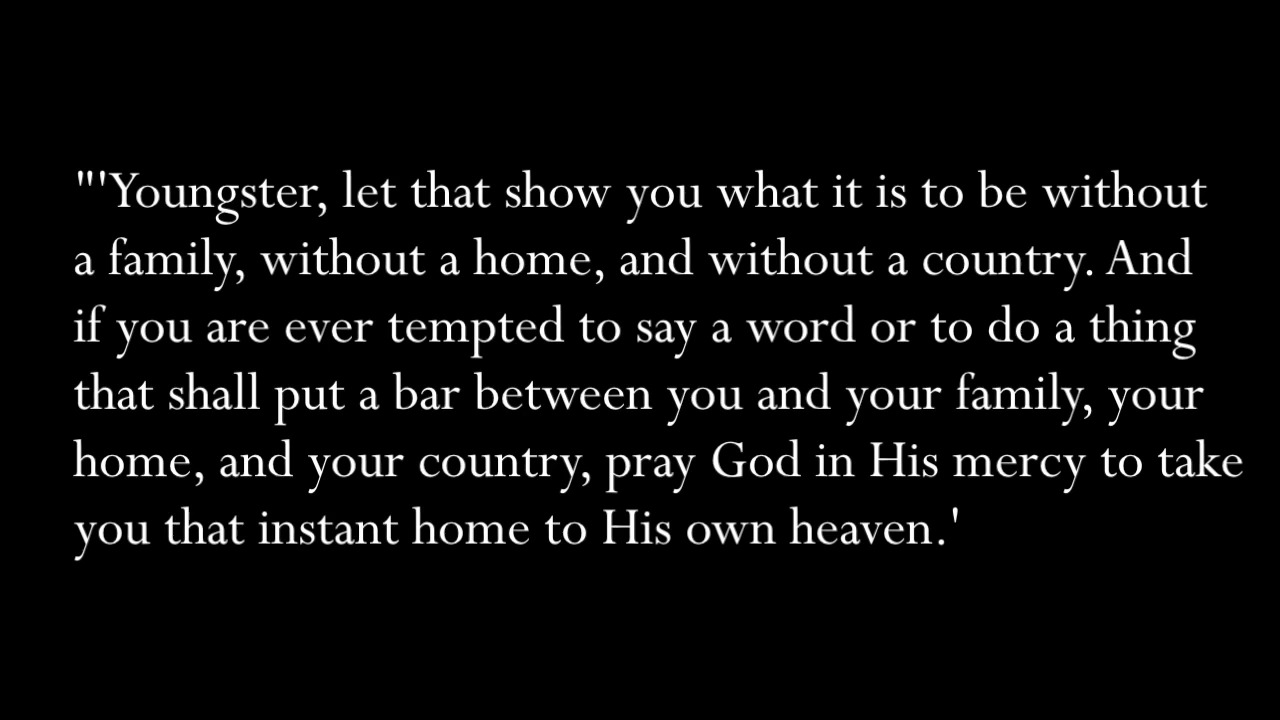 "'Youngster, let that show you what it is to be without
a family, without a home, and without a country. And
if you are ever tempted to say a word or to do a thing
that shall put a bar between you and your family, your
home, and your country, pray God in His mercy to take
you that instant home to His own heaven.'